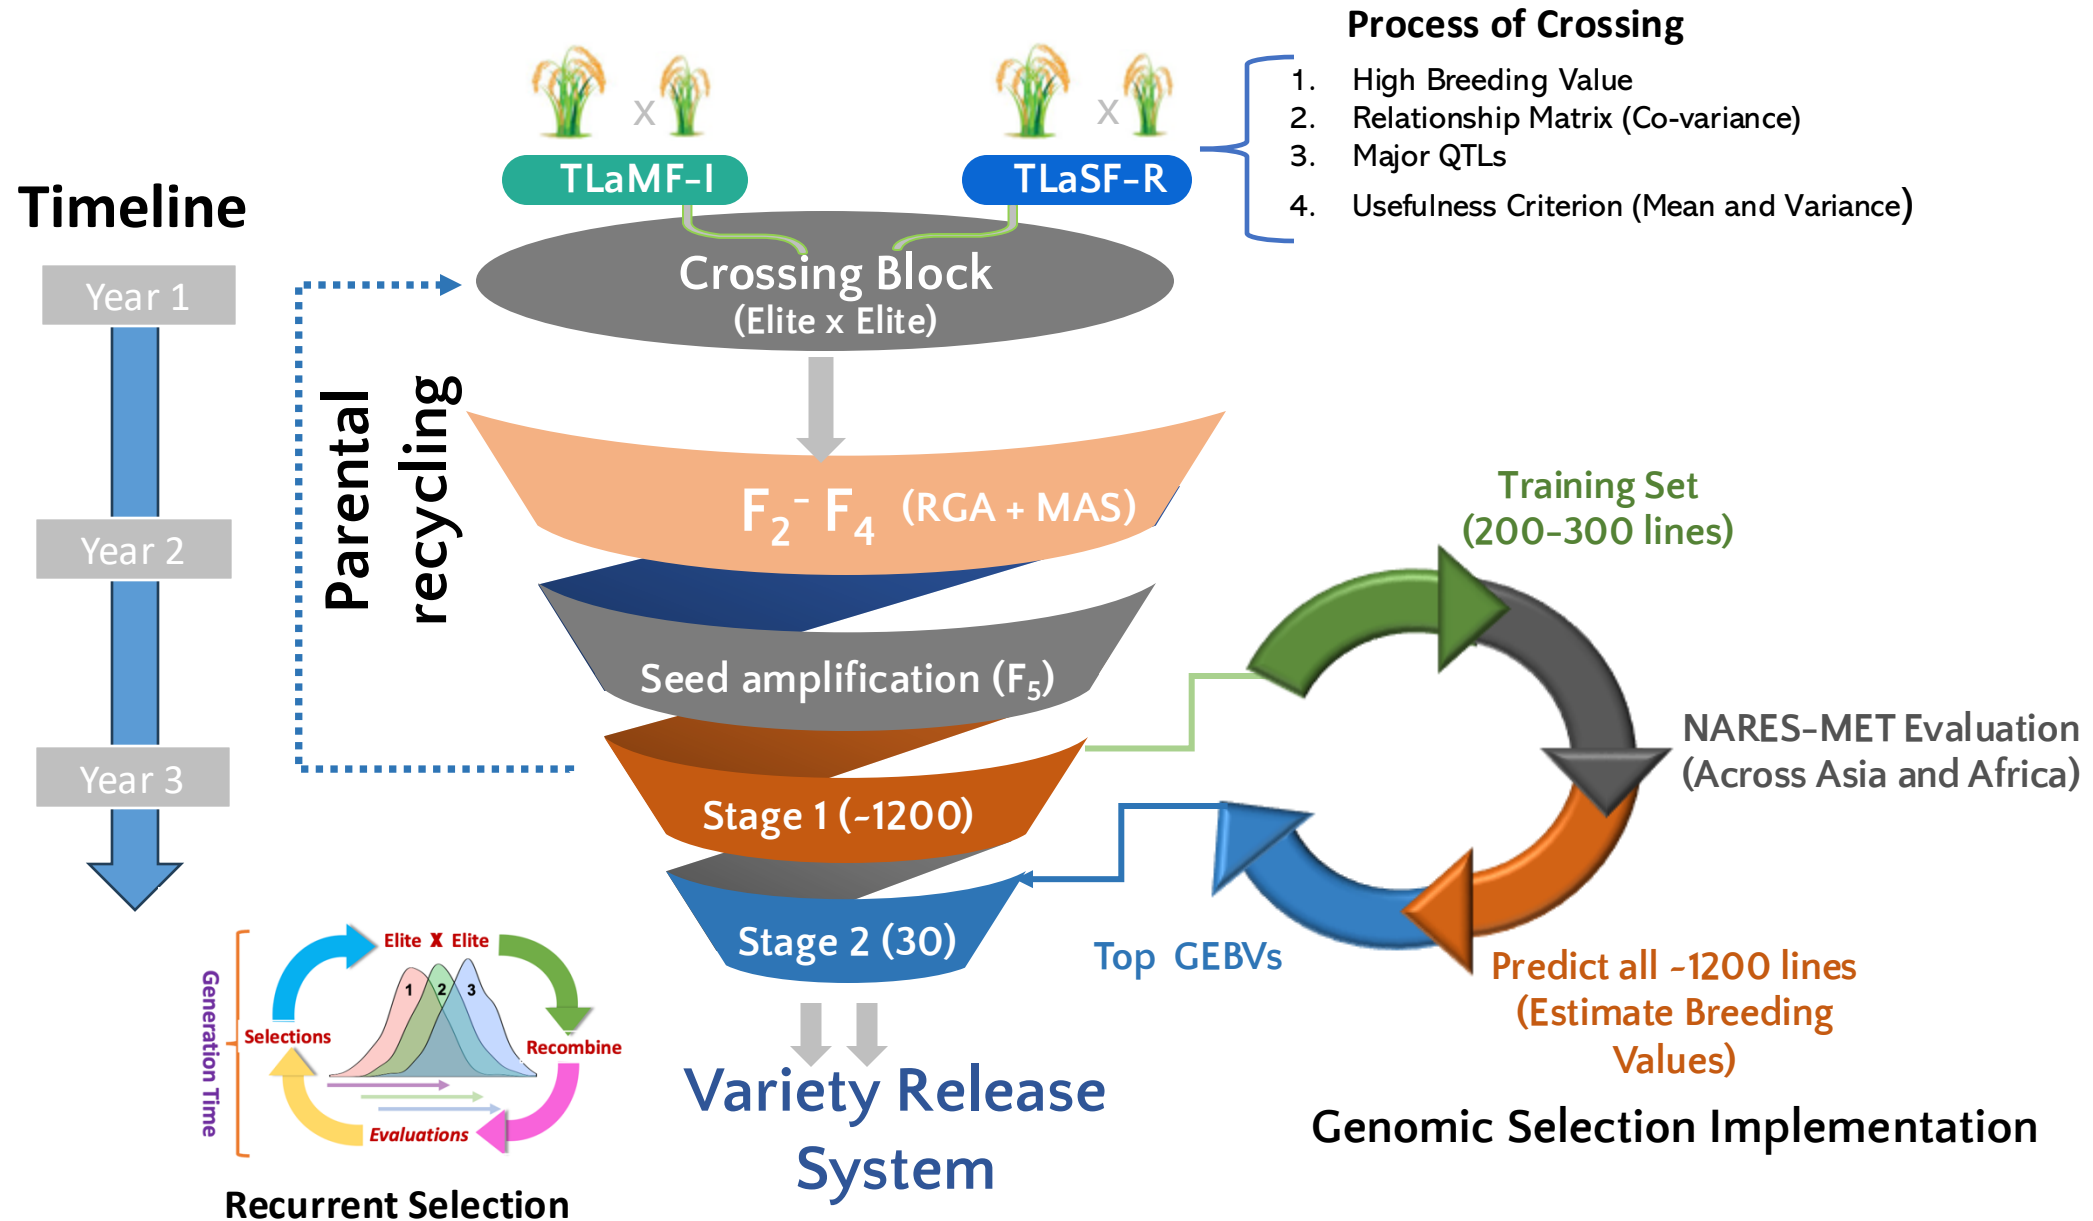 Process of Crossing
1. High Breeding Value
2. Relationship Matrix (Co-variance)
3. Major QTLs
4. Usefulness Criterion (Mean and Variance)
X
X
TLaMF-I
TLaSF-R
Timeline
Year 1
Year 2
Year 3
Crossing Block
(Elite x Elite)
Parental
recycling
F2- F4 (RGA + MAS)
Seed amplification (F5)
Stage 1 (~1200)
Stage 2 (30)
Variety Release
System
Training Set
(200-300 lines)
NARES-MET Evaluation
(Across Asia and Africa)
Predict all ~1200 lines
(Estimate Breeding
Values)
Top GEBVs
Genomic Selection Implementation
Generation Time
Elite X Elite
1 2 3
Selections
Recombine
Evaluations
Recurrent Selection